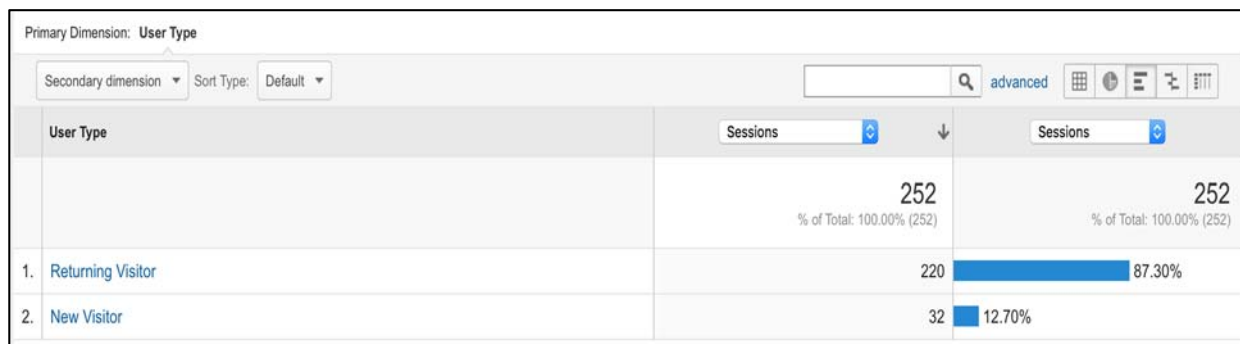 Primary Dimension: User Type
Secondary dimension Sort Type: Default advanced
User Type Sessions Sessions
252 252
% of Total: 100.00% (252) % of Total: 100.00% (252)
1. Returning Visitor 220 87.30%
2. New Visitor 32 12.70%